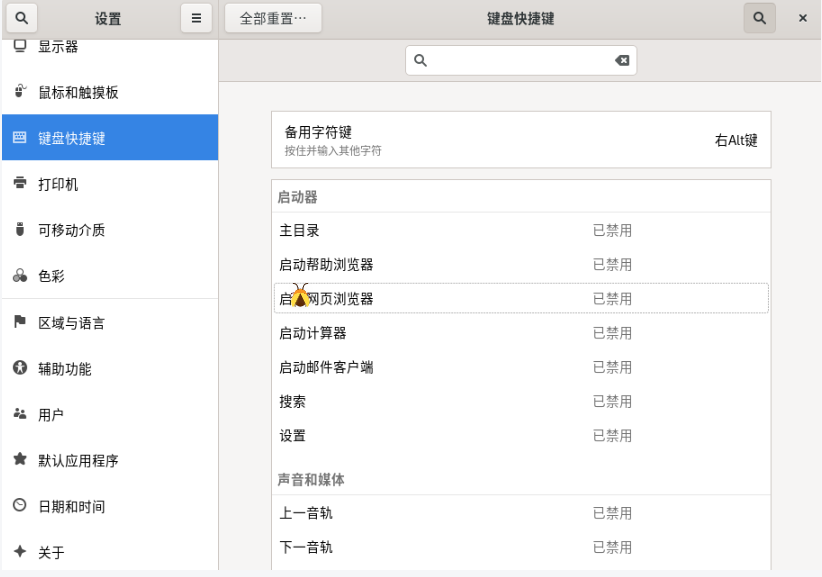 设置
全部重置…
键盘快捷键
显示器
鼠标和触摸板
键盘快捷键
打印机
可移动介质
色彩
区域与语言
辅助功能
用户
默认应用程序
日期和时间
关于
备用字符键
按住并输入其他字符
右Alt键
启动器
主目录 已禁用
启动帮助浏览器 已禁用
启 网页浏览器 已禁用
启动计算器 已禁用
启动邮件客户端 已禁用
搜索 已禁用
设置 已禁用
声音和媒体
上一音轨 已禁用
下一音轨 已禁用